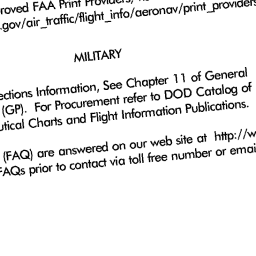 roved FAA Print Providers,
.gov/air_traffic/flight_info/aeronav/print_providers
MILITARY
ections Information, See Chapter 11 of General
(GP). For Procurement refer to DOD Catalog of
utical Charts and Flight Information Publications.
(FAQ) are answered on our web site at http://w
FAQs prior to contact via toll free number or emai